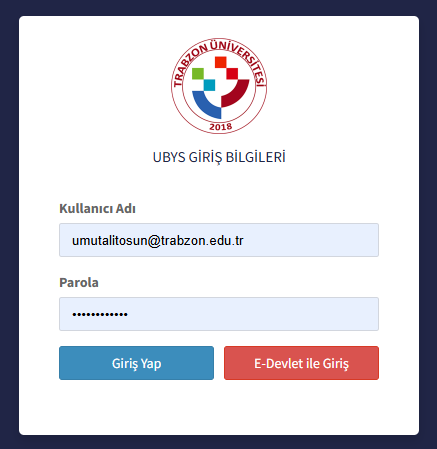 TRABZON ÜNİVERSİTESİ
2018
UBYS GİRİŞ BİLGİLERİ
Kullanıcı Adı
umutalitosun@trabzon.edu.tr
Parola
••••••••••••
Giriş Yap
E-Devlet ile Giriş